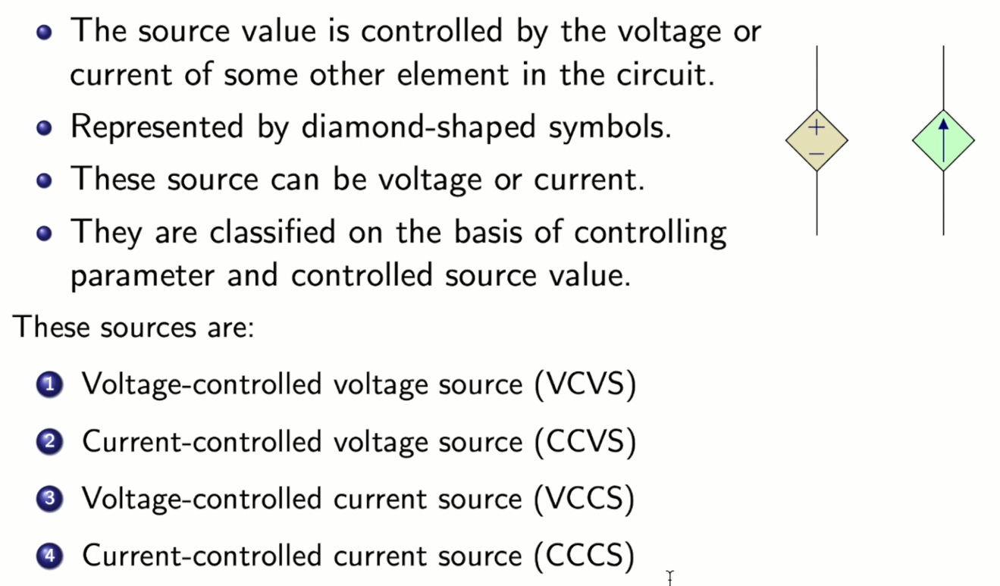 The source value is controlled by the voltage or
current of some other element in the circuit.
Represented by diamond-shaped symbols.
These source can be voltage or current.
They are classified on the basis of controlling
parameter and controlled source value.
These sources are:
1 Voltage-controlled voltage source (VCVS)
2 Current-controlled voltage source (CCVS)
3 Voltage-controlled current source (VCCS)
4 Current-controlled current source (CCCS)
+
−